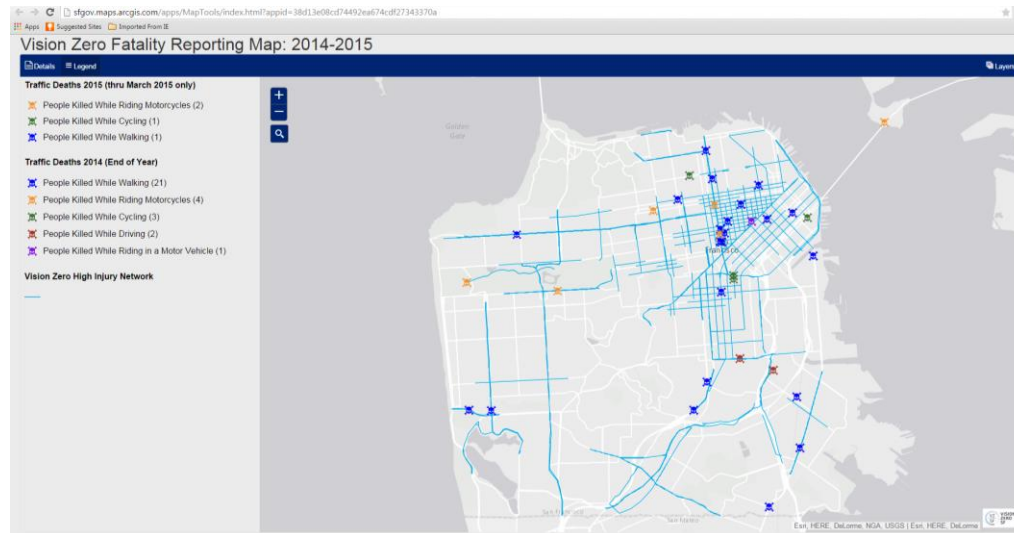 sfgov.maps.arcgis.com/apps/MapTools/index.html?appid=38d13e08cd74492ea674cdf27343370a
Apps Suggested Sites Imported From IE
Vision Zero Fatality Reporting Map: 2014-2015
Details Legend
Layers
Traffic Deaths 2015 (thru March 2015 only)
People Killed While Riding Motorcycles (2)
People Killed While Cycling (1)
People Killed While Walking (1)
Traffic Deaths 2014 (End of Year)
People Killed While Walking (21)
People Killed While Riding Motorcycles (4)
People Killed While Cycling (3)
People Killed While Driving (2)
People Killed While Riding in a Motor Vehicle (1)
Vision Zero High Injury Network
+
−
Golden
Gate
Esri, HERE, DeLorme, NGA, USGS | Esri, HERE, DeLorme
VISION
ZERO
SF